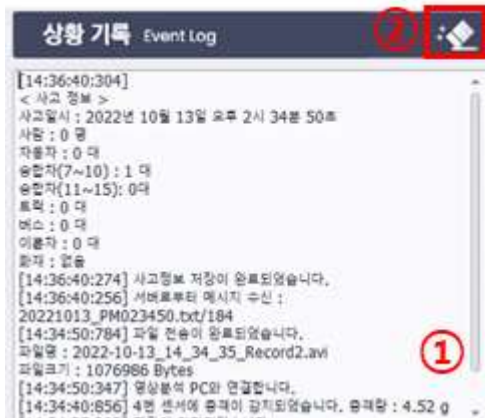 상황 기록 Event Log
②
[14:36:40:304]
< 사고 정보 >
사고일시 : 2022년 10월 13일 오후 2시 34분 50초
사람 : 0 명
자동차 : 0 대
승합차(7~10) : 1 대
승합차(11~15): 0대
트럭 : 0 대
버스 : 0 대
이륜차 : 0 대
화재 : 없음
[14:36:40:274] 사고정보 저장이 완료되었습니다.
[14:36:40:256] 서버로부터 메시지 수신 :
20221013_PM023450.txt/184
[14:34:50:784] 파일 전송이 완료되었습니다.
파일명 : 2022-10-13_14_34_35_Record2.avi
파일크기 : 1076986 Bytes
①
[14:34:50:347] 영상분석 PC와 연결합니다.
[14:34:40:856] 4번 센서에 충격이 감지되었습니다. 충격량 : 4.52 g